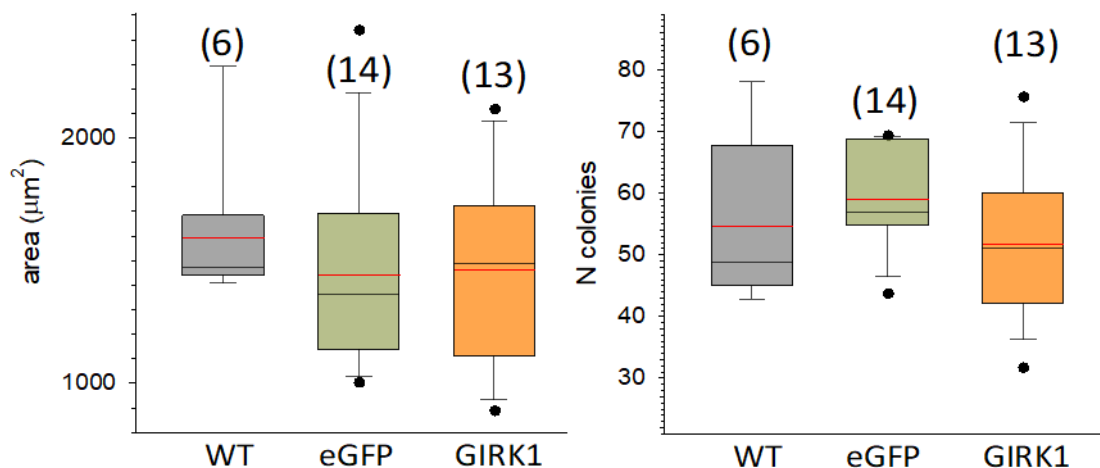 (6)
(14)
(13)
2000
1000
area (μm²)
WT
eGFP
GIRK1
(6)
(14)
(13)
80
70
60
50
40
30
N colonies
WT
eGFP
GIRK1